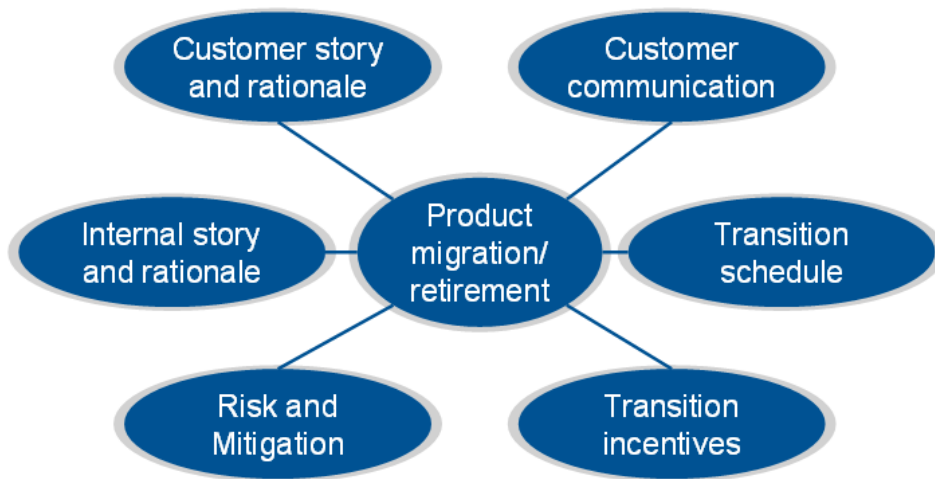 Customer story
and rationale
Customer
communication
Internal story
and rationale
Product
migration/
retirement
Transition
schedule
Risk and
Mitigation
Transition
incentives